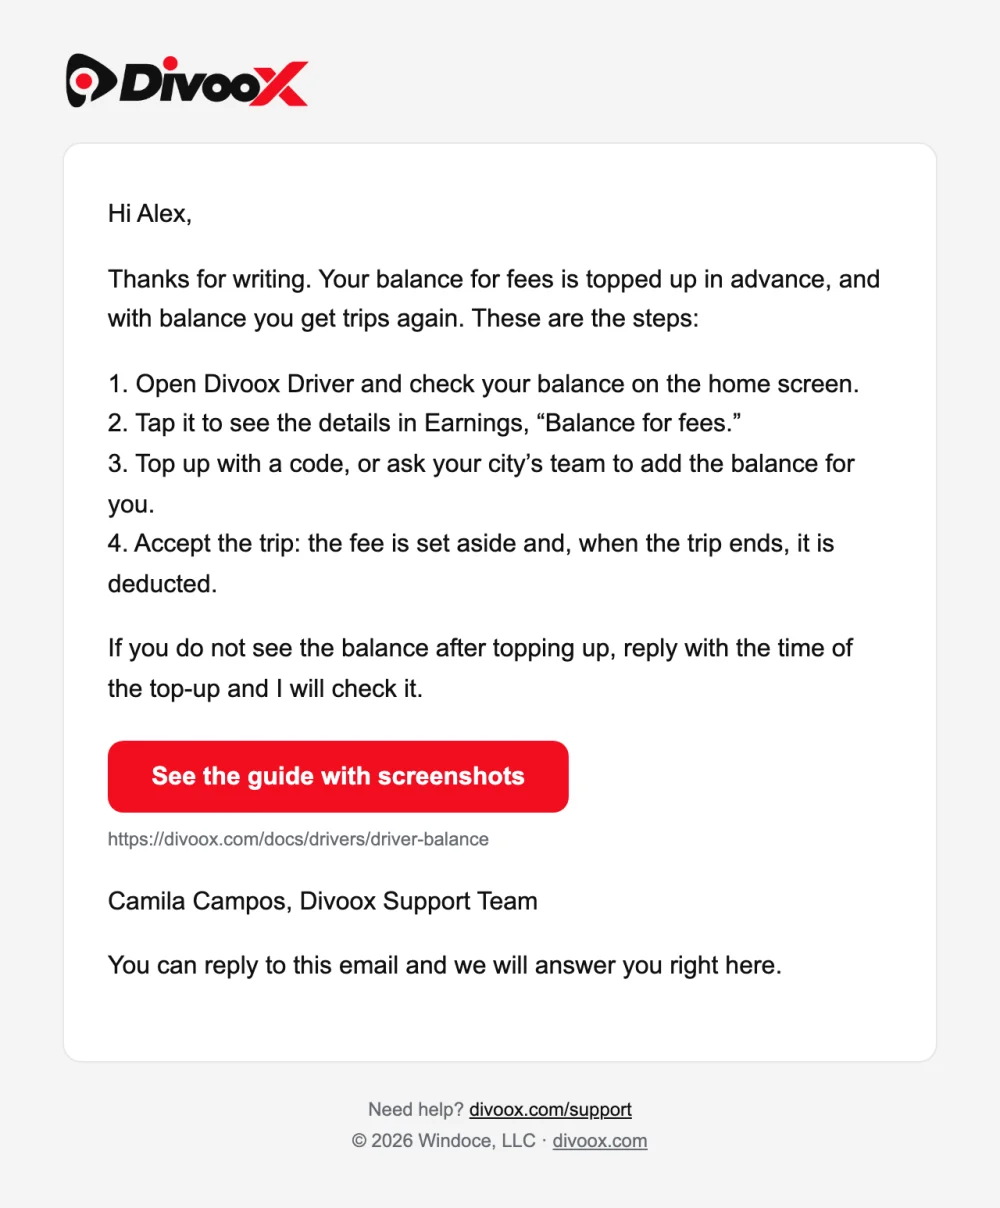 DivooX
Hi Alex,
Thanks for writing. Your balance for fees is topped up in advance, and
with balance you get trips again. These are the steps:
1. Open Divoox Driver and check your balance on the home screen.
2. Tap it to see the details in Earnings, “Balance for fees.”
3. Top up with a code, or ask your city’s team to add the balance for
you.
4. Accept the trip: the fee is set aside and, when the trip ends, it is
deducted.
If you do not see the balance after topping up, reply with the time of
the top-up and I will check it.
See the guide with screenshots
https://divoox.com/docs/drivers/driver-balance
Camila Campos, Divoox Support Team
You can reply to this email and we will answer you right here.
Need help? divoox.com/support
© 2026 Windoce, LLC · divoox.com